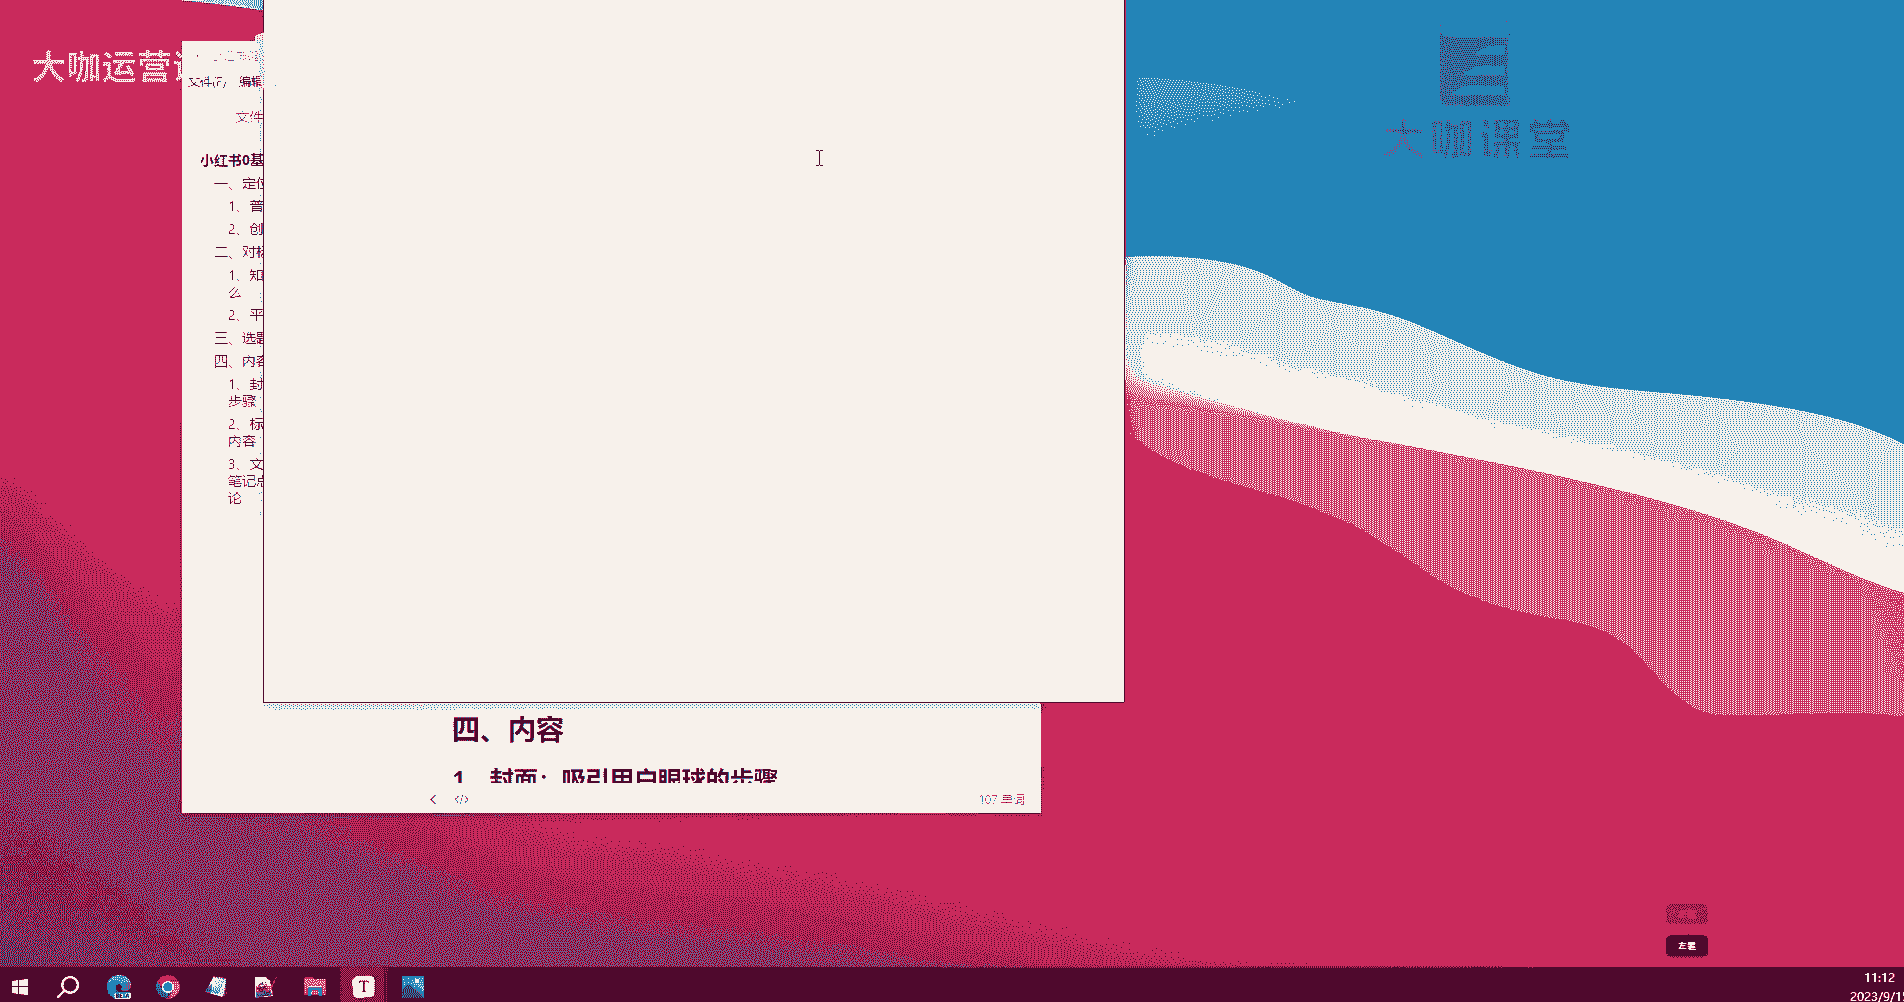 大咖运营
大咖课堂
文件(F) 编辑
文件
小红书0基
一、定位
1、普
2、创
二、对标
1、知
么
2、平
三、选题
四、内容
1、封
步骤
2、标
内容
3、文
笔记点
论
四、内容
1、封面：吸引用户眼球的步骤
107 单词
左键
T
BETA
11:12
2023/9/1